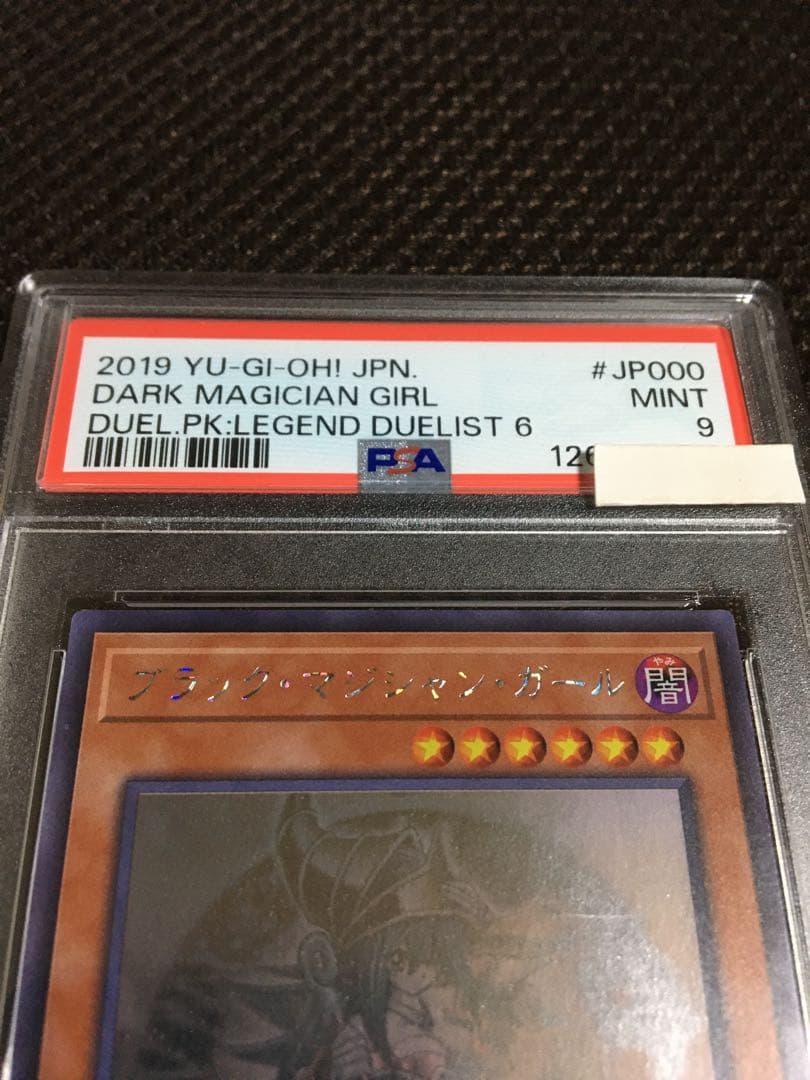 2019 YU-GI-OH! JPN. #JP000
DARK MAGICIAN GIRL MINT
DUEL.PK:LEGEND DUELIST 6 9
PSA 126
ブラック・マジシャン・ガール
やみ
闇